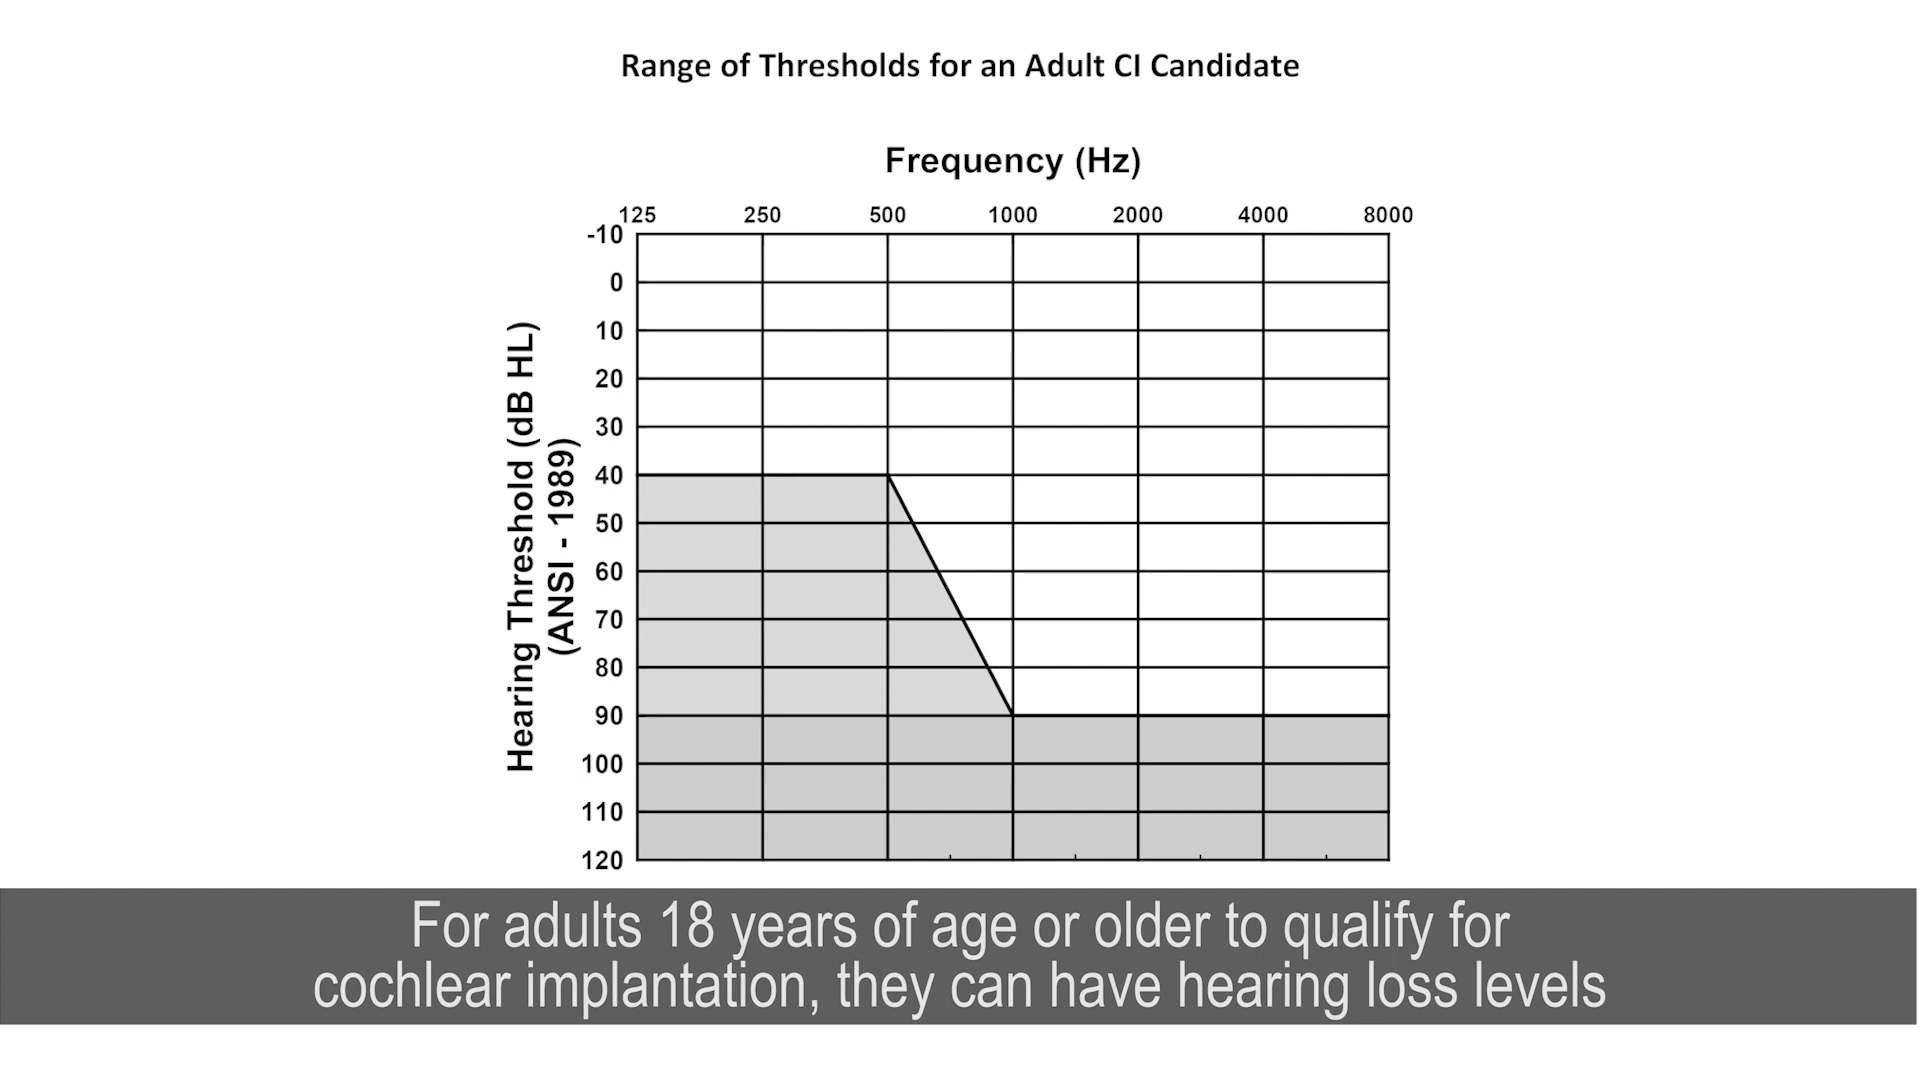 Range of Thresholds for an Adult CI Candidate
Frequency (Hz)
125 250 500 1000 2000 4000 8000
-10
0
10
20
30
40
50
60
70
80
90
100
110
120
Hearing Threshold (dB HL)
(ANSI - 1989)
For adults 18 years of age or older to qualify for
cochlear implantation, they can have hearing loss levels